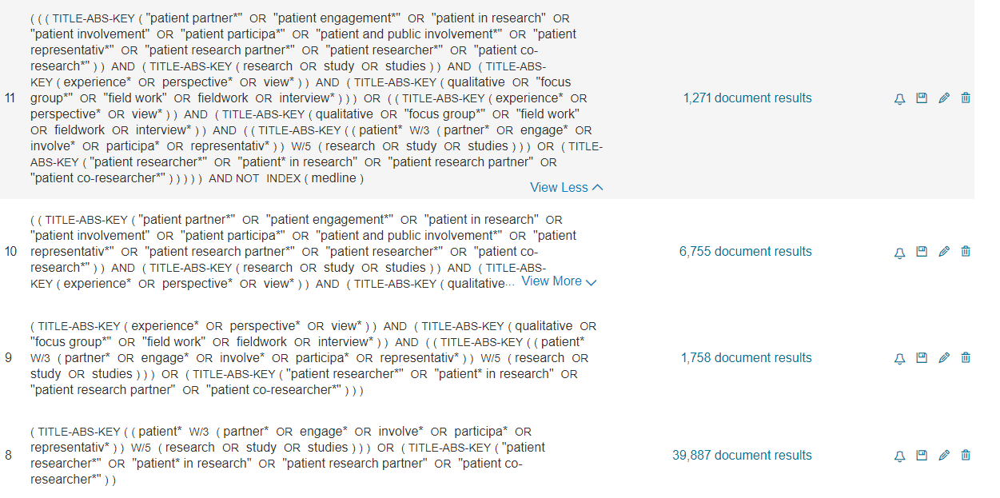 ( ( ( TITLE-ABS-KEY ( "patient partner*" OR "patient engagement*" OR "patient in research" OR
"patient involvement" OR "patient participa*" OR "patient and public involvement*" OR "patient
representativ*" OR "patient research partner*" OR "patient researcher*" OR "patient co-
research*" ) ) AND ( TITLE-ABS-KEY ( research OR study OR studies ) ) AND ( TITLE-ABS-
KEY ( experience* OR perspective* OR view* ) ) AND ( TITLE-ABS-KEY ( qualitative OR "focus
11 group*" OR "field work" OR fieldwork OR interview* ) ) ) OR ( ( TITLE-ABS-KEY ( experience* OR 1,271 document results
perspective* OR view* ) ) AND ( TITLE-ABS-KEY ( qualitative OR "focus group*" OR "field work"
OR fieldwork OR interview* ) ) AND ( ( TITLE-ABS-KEY ( ( patient* W/3 ( partner* OR engage* OR
involve* OR participa* OR representativ* ) ) W/5 ( research OR study OR studies ) ) ) OR ( TITLE-
ABS-KEY ( "patient researcher*" OR "patient* in research" OR "patient research partner" OR
"patient co-researcher*" ) ) ) ) ) AND NOT INDEX ( medline )
View Less
( ( TITLE-ABS-KEY ( "patient partner*" OR "patient engagement*" OR "patient in research" OR
"patient involvement" OR "patient participa*" OR "patient and public involvement*" OR "patient
10 representativ*" OR "patient research partner*" OR "patient researcher*" OR "patient co- 6,755 document results
research*" ) ) AND ( TITLE-ABS-KEY ( research OR study OR studies ) ) AND ( TITLE-ABS-
KEY ( experience* OR perspective* OR view* ) ) AND ( TITLE-ABS-KEY ( qualitative... View More
( TITLE-ABS-KEY ( experience* OR perspective* OR view* ) ) AND ( TITLE-ABS-KEY ( qualitative OR
"focus group*" OR "field work" OR fieldwork OR interview* ) ) AND ( ( TITLE-ABS-KEY ( ( patient*
9 W/3 ( partner* OR engage* OR involve* OR participa* OR representativ* ) ) W/5 ( research OR 1,758 document results
study OR studies ) ) ) OR ( TITLE-ABS-KEY ( "patient researcher*" OR "patient* in research" OR
"patient research partner" OR "patient co-researcher*" ) ) )
( TITLE-ABS-KEY ( ( patient* W/3 ( partner* OR engage* OR involve* OR participa* OR
representativ* ) ) W/5 ( research OR study OR studies ) ) ) OR ( TITLE-ABS-KEY ( "patient
8 researcher*" OR "patient* in research" OR "patient research partner" OR "patient co- 39,887 document results
researcher*" ) )